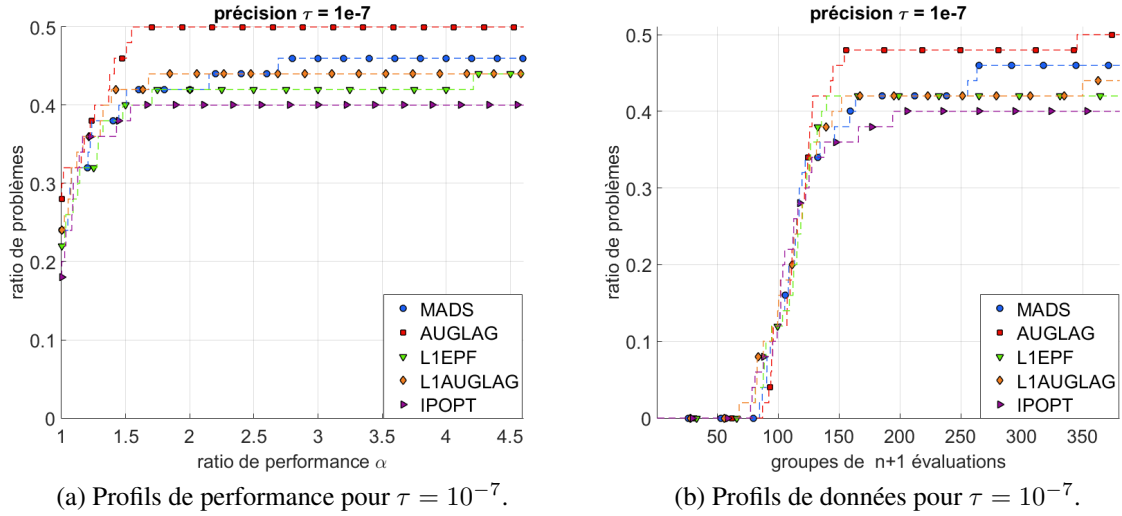 précision τ = 1e-7
0.5
0.4
0.3
0.2
0.1
0
ratio de problèmes
1
1.5
2
2.5
3
3.5
4
4.5
ratio de performance α
MADS
AUGLAG
L1EPF
L1AUGLAG
IPOPT
(a) Profils de performance pour τ = 10⁻⁷.
précision τ = 1e-7
0.5
0.4
0.3
0.2
0.1
0
ratio de problèmes
50
100
150
200
250
300
350
groupes de n+1 évaluations
MADS
AUGLAG
L1EPF
L1AUGLAG
IPOPT
(b) Profils de données pour τ = 10⁻⁷.